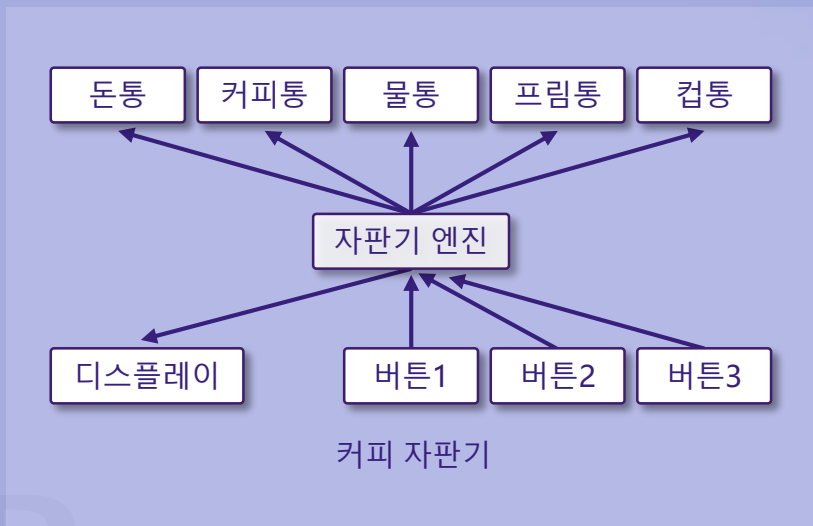 돈통 커피통 물통 프림통 컵통
자판기 엔진
디스플레이 버튼1 버튼2 버튼3
커피 자판기